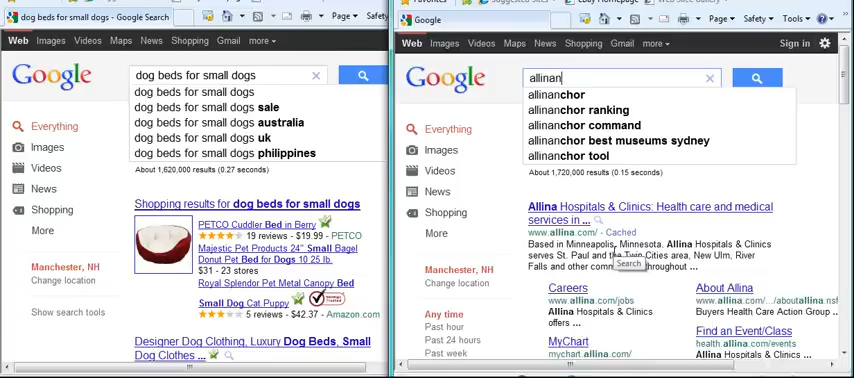 dog beds for small dogs - Google Search
Page
Safety
Web Images Videos Maps News Shopping Gmail more
Google
dog beds for small dogs
dog beds for small dogs
dog beds for small dogs sale
dog beds for small dogs australia
dog beds for small dogs uk
dog beds for small dogs philippines
About 1,620,000 results (0.27 seconds)
Everything
Images
Videos
News
Shopping
More
Manchester, NH
Change location
Show search tools
Shopping results for dog beds for small dogs
PETCO Cuddler Bed in Berry
19 reviews - $19.99 - PETCO
Majestic Pet Products 24" Small Bagel
Donut Pet Bed for Dogs 10 25 lb.
$31 - 23 stores
Royal Splendor Pet Metal Canopy Bed
Small Dog Cat Puppy
5 reviews - $42.37 - Amazon.com
Designer Dog Clothing, Luxury Dog Beds, Small
Dog Clothes ...
Favorites
Suggested Sites
eBay Homepage
Web Slice Gallery
Google
Page
Safety
Tools
Web Images Videos Maps News Shopping Gmail more
Sign in
Google
allinan
allinanchor
allinanchor ranking
allinanchor command
allinanchor best museums sydney
allinanchor tool
About 1,720,000 results (0.15 seconds)
Everything
Images
Videos
News
Shopping
More
Manchester, NH
Change location
Any time
Past hour
Past 24 hours
Past week
Allina Hospitals & Clinics: Health care and medical
services in ...
www.allina.com/ - Cached
Based in Minneapolis, Minnesota, Allina Hospitals & Clinics
serves St. Paul and the Twin Cities area, New Ulm, River
Falls and other throughout ...
Search
Careers
www.allina.com/jobs
Allina Hospitals & Clinics
offers ...
MyChart
mychart.allina.com/
About Allina
www.allina.com/.../aboutallina.nsf
Buyers Health Care Action Group ...
Find an Event/Class
health.allina.com/events
Allina Hospitals & Clinics